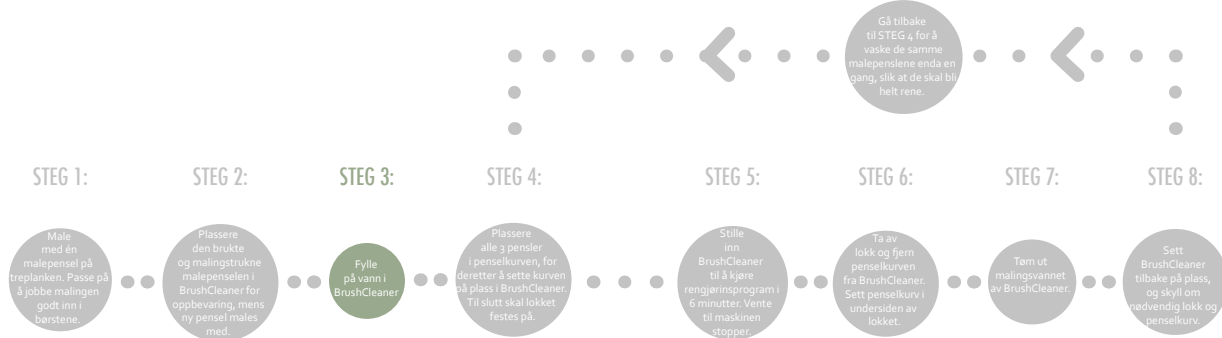 Gå tilbake
til STEG 4 for å
vaske de samme
malepenslene enda en
gang, slik at de skal bli
helt rene.
STEG 1:
STEG 2:
STEG 3:
STEG 4:
STEG 5:
STEG 6:
STEG 7:
STEG 8:
Male
med én
malepensel på
treplanken. Passe på
å jobbe malingen
godt inn i
børstene.
Plassere
den brukte
og malingstrukne
malepenselen i
BrushCleaner for
oppbevaring, mens
ny pensel males
med.
Fylle
på vann i
BrushCleaner
Plassere
alle 3 pensler
i penselkurven, for
deretter å sette kurven
på plass i BrushCleaner.
Til slutt skal lokket
festes på.
Stille
inn
BrushCleaner
til å kjøre
rengjørinsprogram i
6 minutter. Vente
til maskinen
stopper.
Ta av
lokk og fjern
penselkurven
fra BrushCleaner.
Sett penselkurv i
undersiden av
lokket.
Tøm ut
malingsvannet
av BrushCleaner.
Sett
BrushCleaner
tilbake på plass,
og skyll om
nødvendig lokk og
penselkurv.